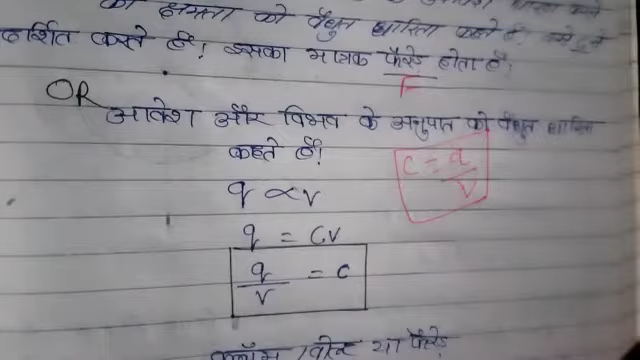 की क्षमता को वैद्युत धारिता कहते हैं
दर्शित करते हैं। इसका मात्रक फैरड होता है।
F
OR
आवेश और विभव के अनुपात को वैद्युत धारिता
कहते हैं।
C = q/V
q ∝ V
q = CV
q/V = C
कूलॉम / वोल्ट या फैरड